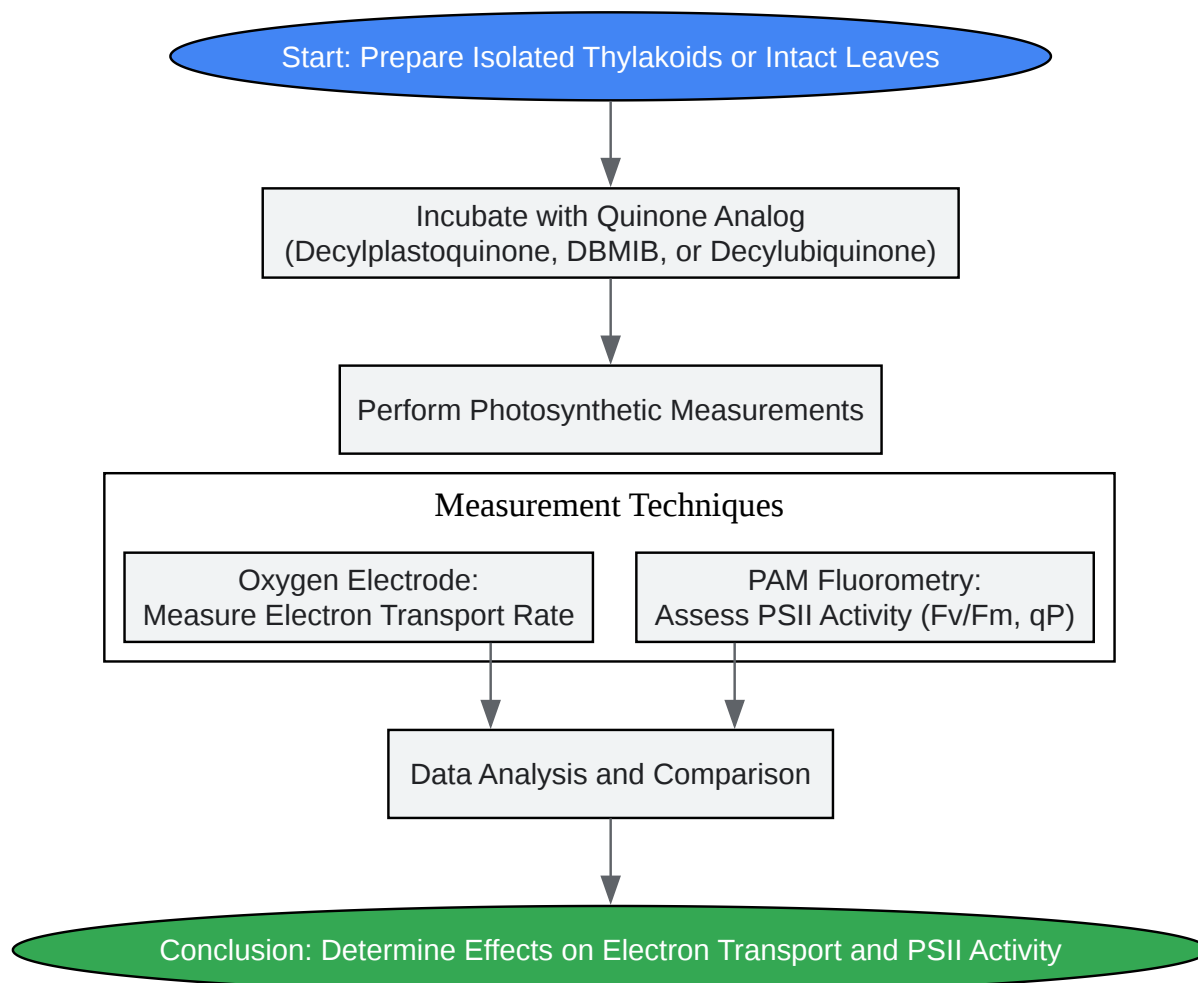 Start: Prepare Isolated Thylakoids or Intact Leaves
Incubate with Quinone Analog
(Decylplastoquinone, DBMIB, or Decylubiquinone)
Perform Photosynthetic Measurements
Measurement Techniques
Oxygen Electrode:
Measure Electron Transport Rate
PAM Fluorometry:
Assess PSII Activity (Fv/Fm, qP)
Data Analysis and Comparison
Conclusion: Determine Effects on Electron Transport and PSII Activity